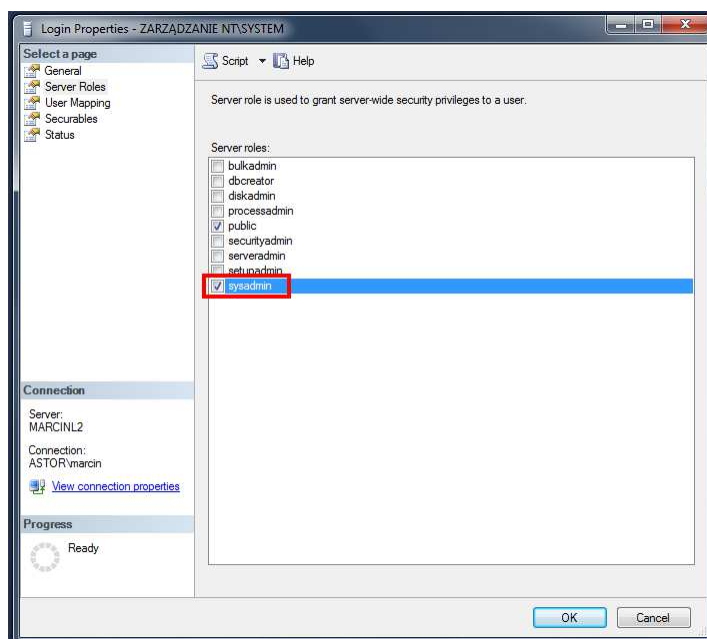 Login Properties - ZARZĄDZANIE NT\SYSTEM
Select a page
General
Server Roles
User Mapping
Securables
Status
Script
Help
Server role is used to grant server-wide security privileges to a user.
Server roles:
bulkadmin
dbcreator
diskadmin
processadmin
public
securityadmin
serveradmin
setupadmin
sysadmin
Connection
Server:
MARCINL2
Connection:
ASTOR\marcin
View connection properties
Progress
Ready
OK
Cancel